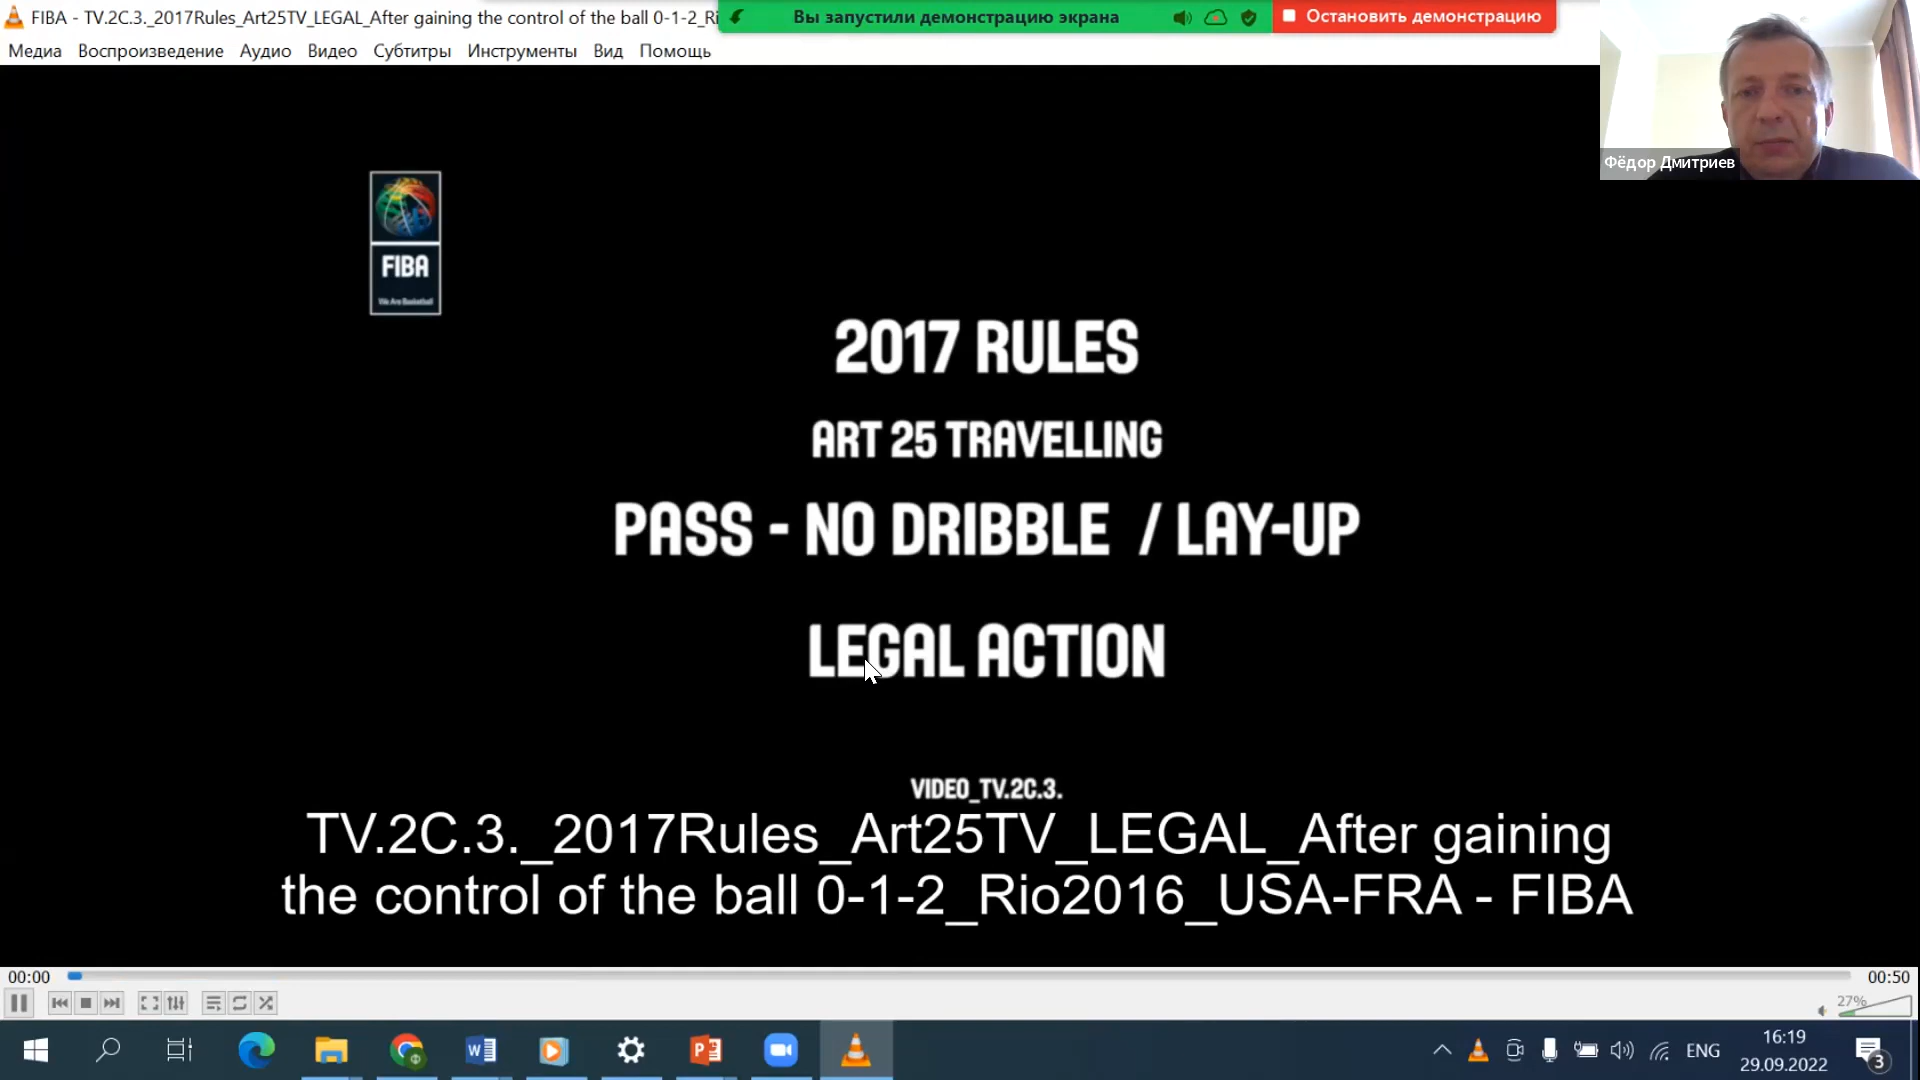 FIBA - TV.2C.3._2017Rules_Art25TV_LEGAL_After gaining the control of the ball 0-1-2_Ri
Вы запустили демонстрацию экрана
Остановить демонстрацию
Медиа Воспроизведение Аудио Видео Субтитры Инструменты Вид Помощь
Фёдор Дмитриев
FIBA
We Are Basketball
2017 RULES
ART 25 TRAVELLING
PASS - NO DRIBBLE / LAY-UP
LEGAL ACTION
VIDEO_TV.2C.3.
TV.2C.3._2017Rules_Art25TV_LEGAL_After gaining
the control of the ball 0-1-2_Rio2016_USA-FRA - FIBA
00:00 00:50
27%
ENG
16:19
29.09.2022
3